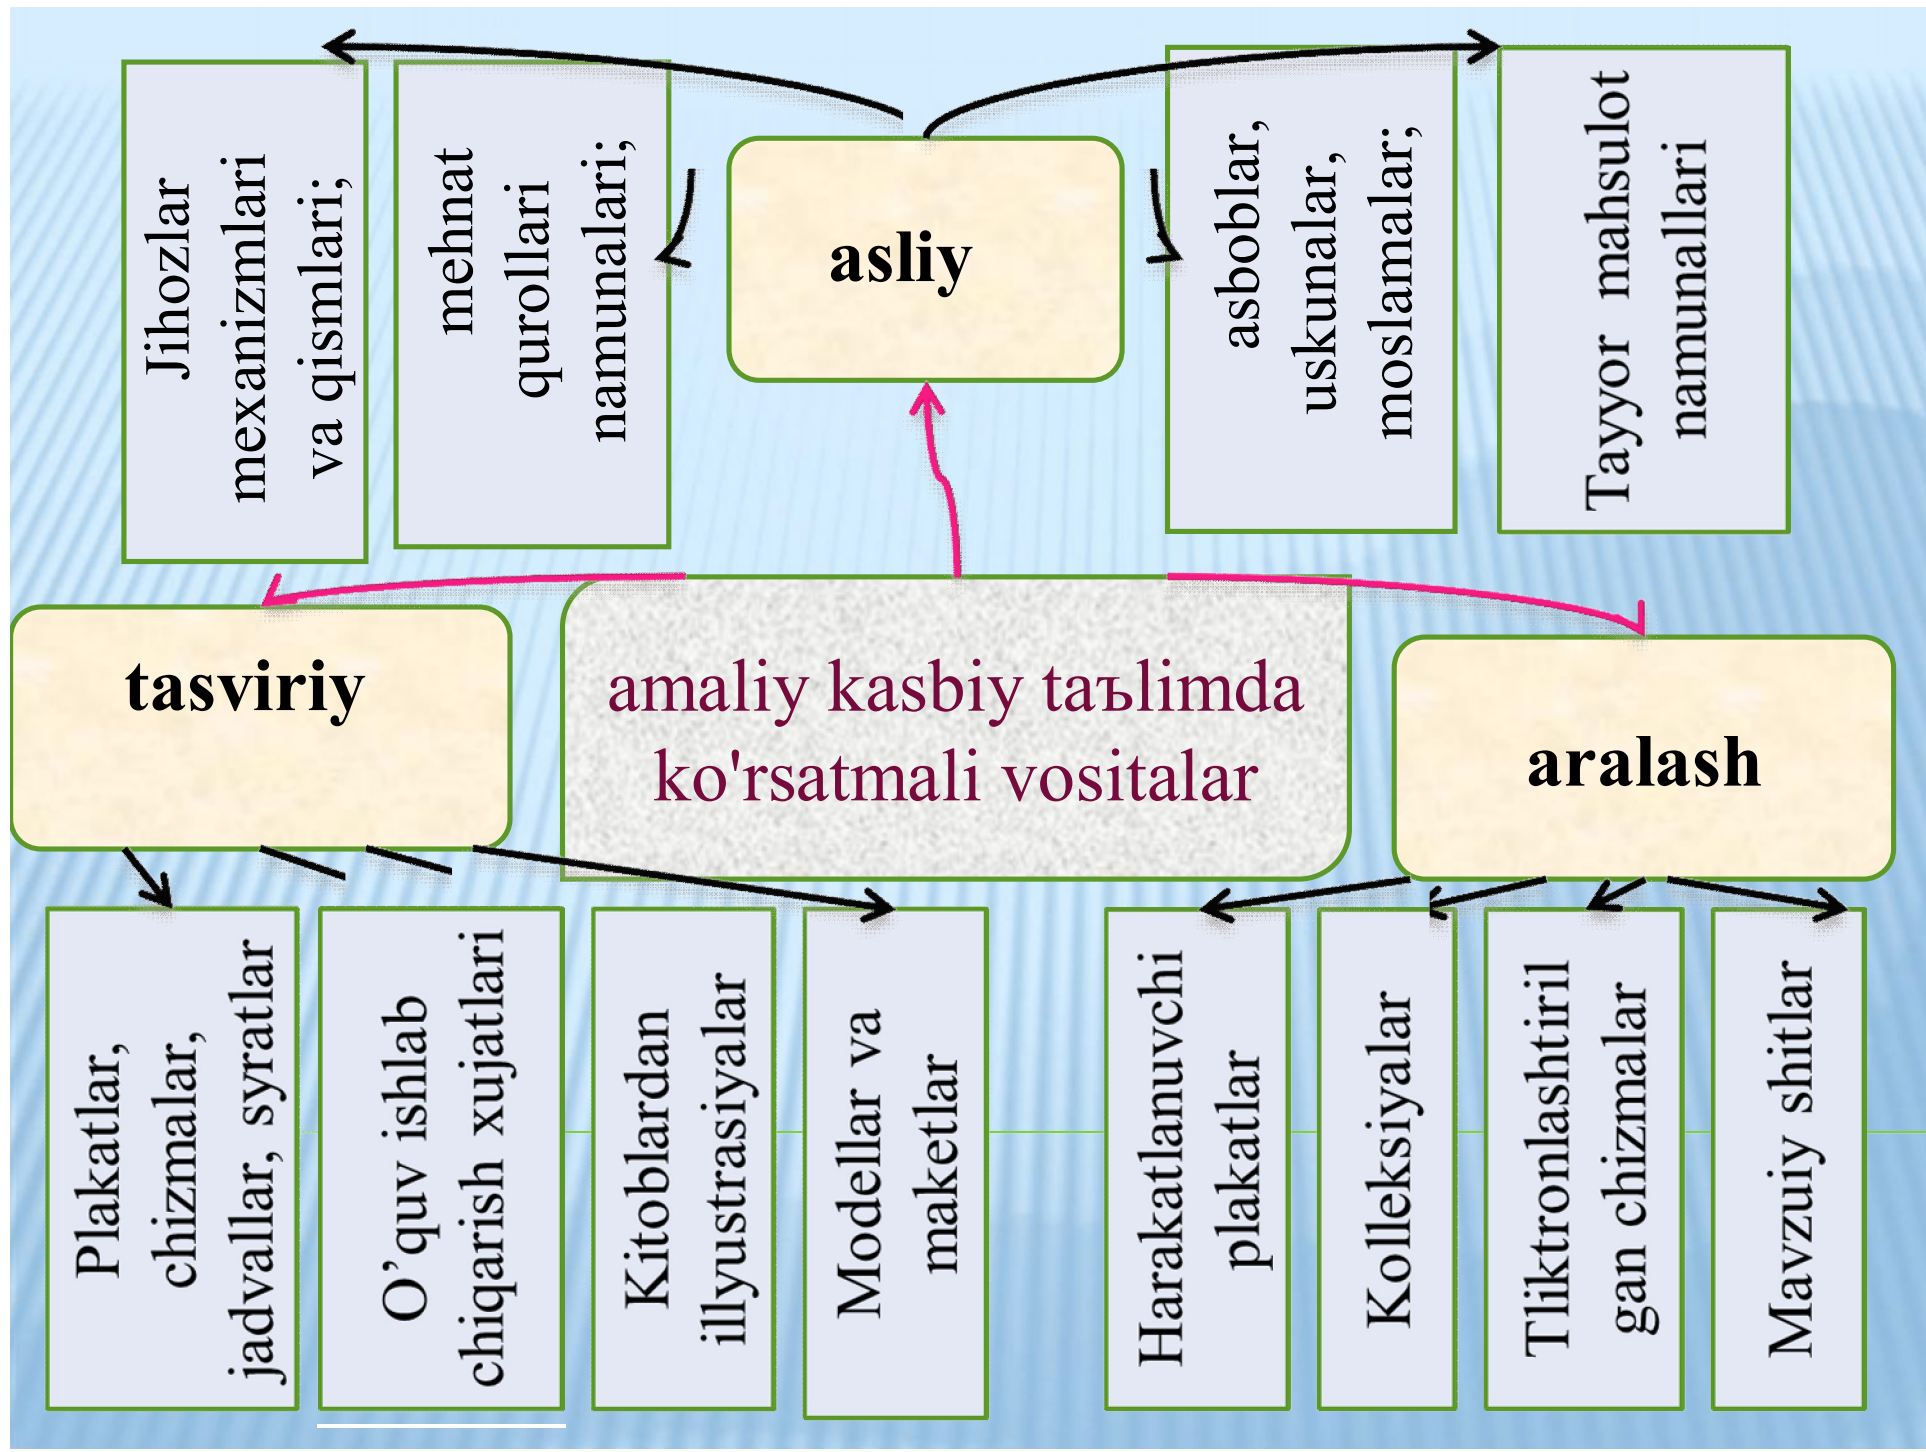 Jihozlar
mexanizmlari
va qismlari;
mehnat
qurollari
namunalari;
asliy
asboblar,
uskunalar,
moslamalar;
Tayyor mahsulot
namunallari
tasviriy
amaliy kasbiy taъlimda
ko'rsatmali vositalar
aralash
Plakatlar,
chizmalar,
jadvallar, syratlar
O’quv ishlab
chiqarish xujatlari
Kitoblardan
illyustrasiyalar
Modellar va
maketlar
Harakatlanuvchi
plakatlar
Kolleksiyalar
Tliktronlashtiril
gan chizmalar
Mavzuiy shitlar